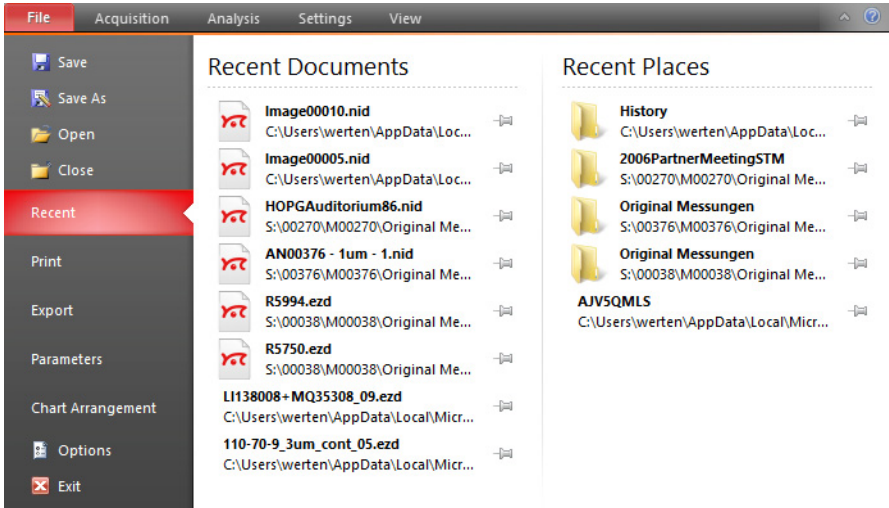 File Acquisition Analysis Settings View
Save
Save As
Open
Close
Recent
Print
Export
Parameters
Chart Arrangement
Options
Exit
Recent Documents
Image00010.nid
C:\Users\werten\AppData\Loc...
Image00005.nid
C:\Users\werten\AppData\Loc...
HOPGAuditorium86.nid
S:\00270\M00270\Original Me...
AN00376 - 1um - 1.nid
S:\00376\M00376\Original Me...
R5994.ezd
S:\00038\M00038\Original Me...
R5750.ezd
S:\00038\M00038\Original Me...
LI138008+MQ35308_09.ezd
C:\Users\werten\AppData\Local\Micr...
110-70-9_3um_cont_05.ezd
C:\Users\werten\AppData\Local\Micr...
Recent Places
History
C:\Users\werten\AppData\Loc...
2006PartnerMeetingSTM
S:\00270\M00270\Original Me...
Original Messungen
S:\00376\M00376\Original Me...
Original Messungen
S:\00038\M00038\Original Me...
AJV5QMLS
C:\Users\werten\AppData\Local\Micr...